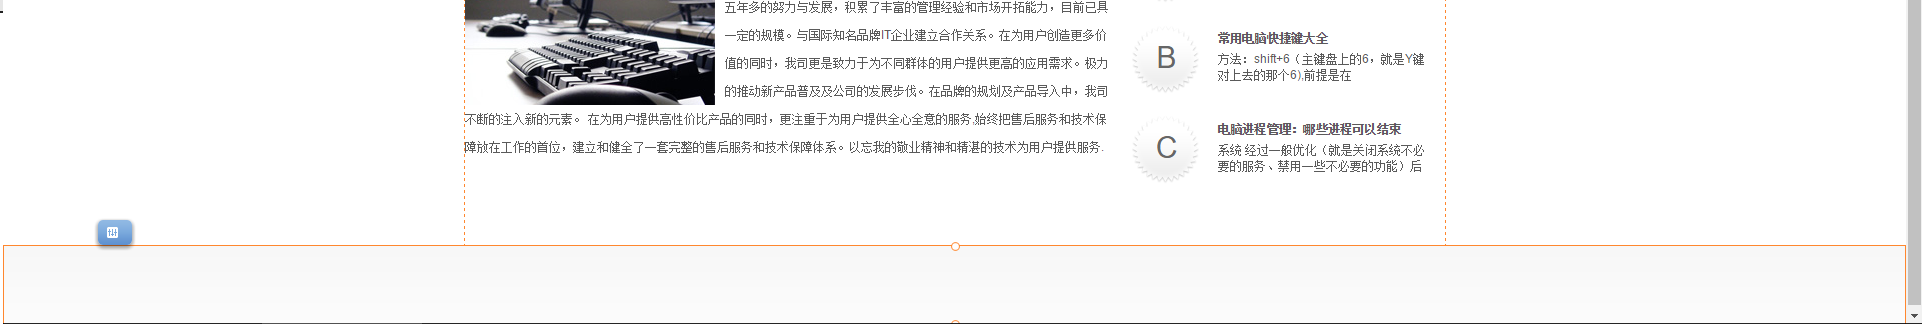 五年多的努力与发展，积累了丰富的管理经验和市场开拓能力，目前已具
一定的规模。与国际知名品牌IT企业建立合作关系。在为用户创造更多价
值的同时，我司更是致力于为不同群体的用户提供更高的应用需求。极力
的推动新产品普及及公司的发展步伐。在品牌的规划及产品导入中，我司
不断的注入新的元素。 在为用户提供高性价比产品的同时，更注重于为用户提供全心全意的服务,始终把售后服务和技术保
障放在工作的首位，建立和健全了一套完整的售后服务和技术保障体系。以忘我的敬业精神和精湛的技术为用户提供服务.
B
常用电脑快捷键大全
方法：shift+6（主键盘上的6，就是Y键
对上去的那个6),前提是在
C
电脑进程管理：哪些进程可以结束
系统 经过一般优化（就是关闭系统不必
要的服务、禁用一些不必要的功能）后